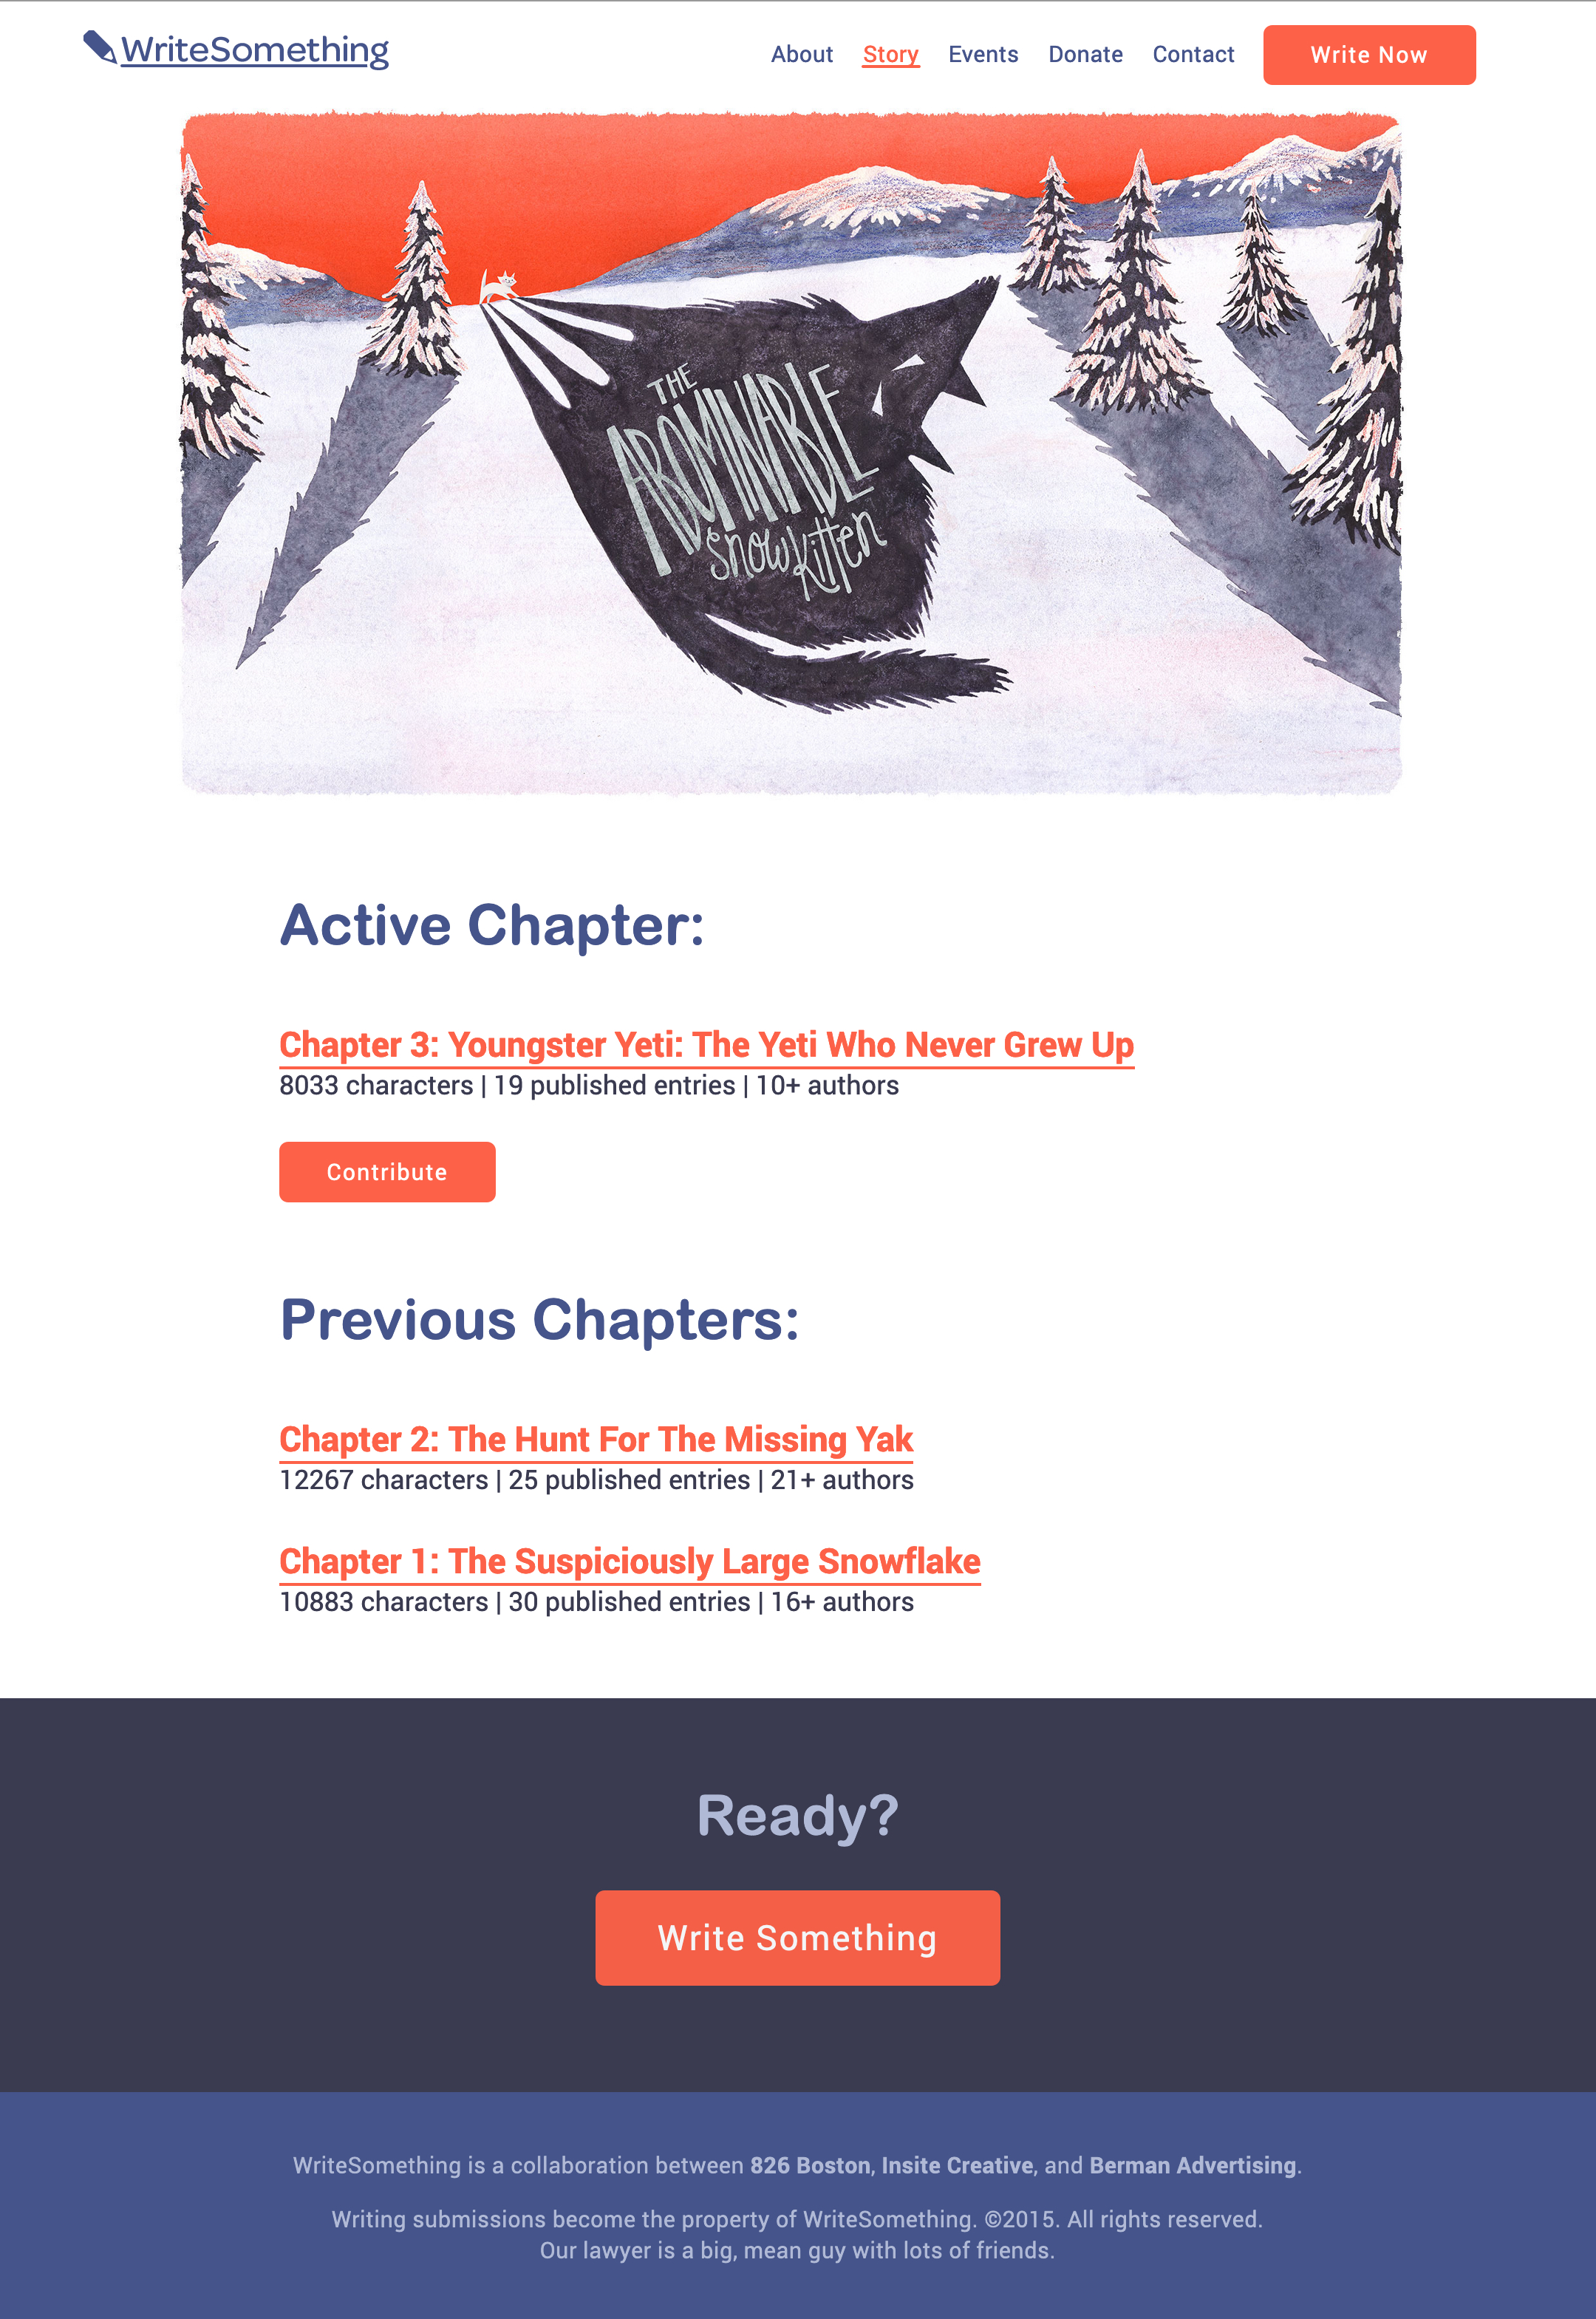 WriteSomething
About Story Events Donate Contact Write Now
THE
ABOMINABLE
Snow Kitten
Active Chapter:
Chapter 3: Youngster Yeti: The Yeti Who Never Grew Up
8033 characters | 19 published entries | 10+ authors
Contribute
Previous Chapters:
Chapter 2: The Hunt For The Missing Yak
12267 characters | 25 published entries | 21+ authors
Chapter 1: The Suspiciously Large Snowflake
10883 characters | 30 published entries | 16+ authors
Ready?
Write Something
WriteSomething is a collaboration between 826 Boston, Insite Creative, and Berman Advertising.
Writing submissions become the property of WriteSomething. ©2015. All rights reserved.
Our lawyer is a big, mean guy with lots of friends.